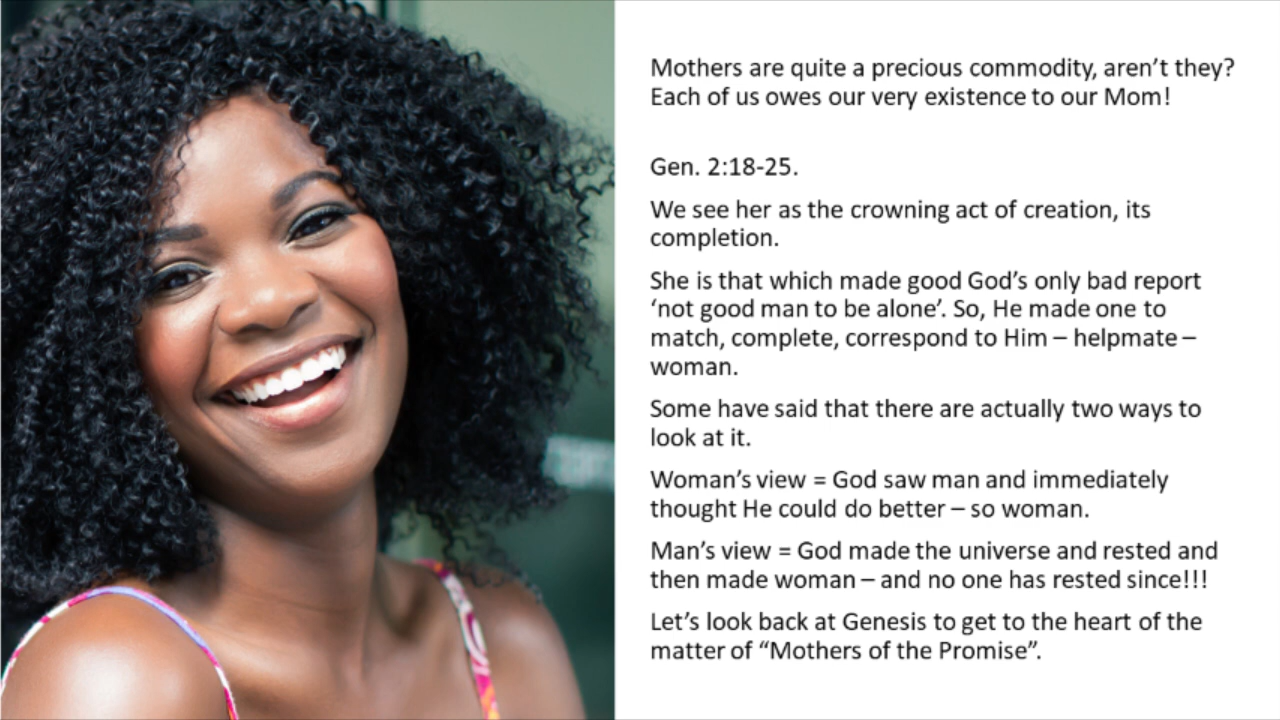 Mothers are quite a precious commodity, aren’t they?
Each of us owes our very existence to our Mom!
Gen. 2:18-25.
We see her as the crowning act of creation, its
completion.
She is that which made good God’s only bad report
‘not good man to be alone’. So, He made one to
match, complete, correspond to Him – helpmate –
woman.
Some have said that there are actually two ways to
look at it.
Woman’s view = God saw man and immediately
thought He could do better – so woman.
Man’s view = God made the universe and rested and
then made woman – and no one has rested since!!!
Let’s look back at Genesis to get to the heart of the
matter of “Mothers of the Promise”.